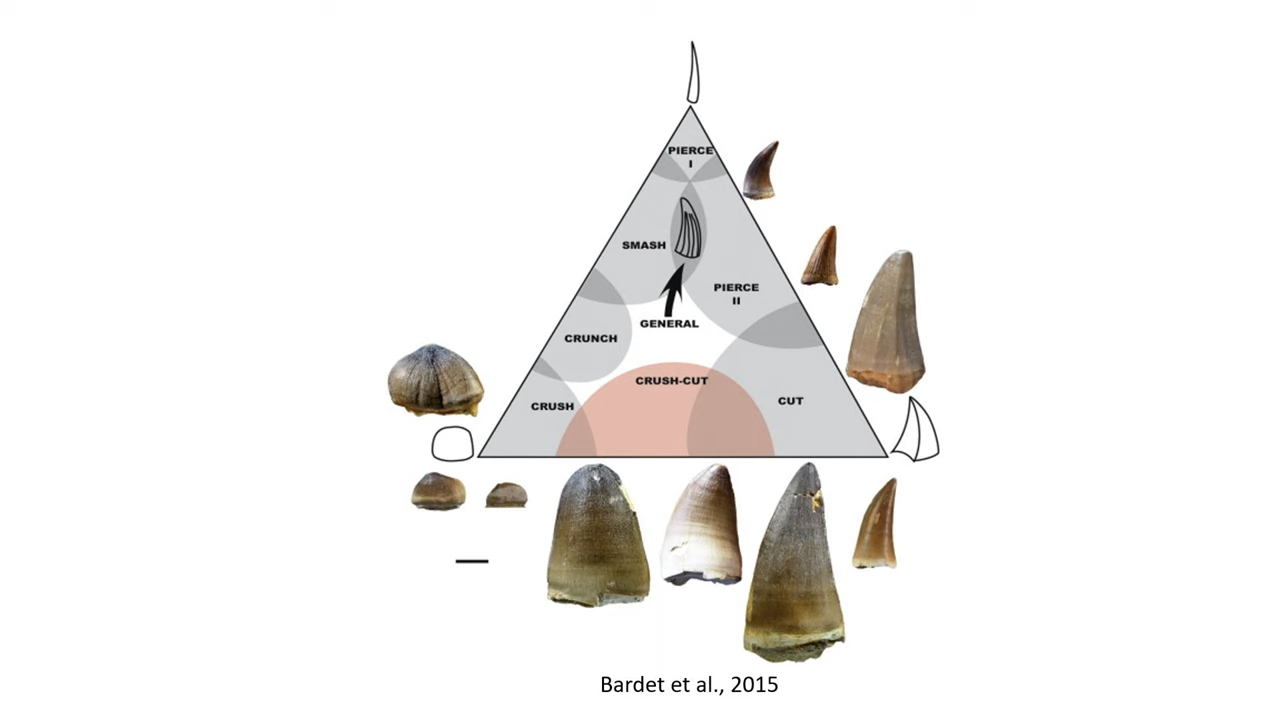 PIERCE
I
SMASH
PIERCE
II
GENERAL
CRUNCH
CRUSH-CUT
CRUSH
CUT
Bardet et al., 2015